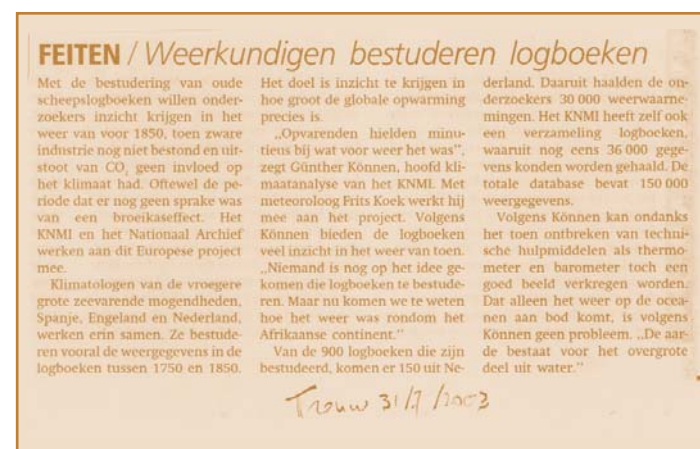 FEITEN / Weerkundigen bestuderen logboeken
Met de bestudering van oude
scheepslogboeken willen onder-
zoekers inzicht krijgen in het
weer van voor 1850, toen zware
industrie nog niet bestond en uit-
stoot van CO₂ geen invloed op
het klimaat had. Oftewel de pe-
riode dat er nog geen sprake was
van een broeikaseffect. Het
KNMI en het Nationaal Archief
werken aan dit Europese project
mee.
Klimatologen van de vroegere
grote zeevarende mogendheden,
Spanje, Engeland en Nederland,
werken erin samen. Ze bestude-
ren vooral de weergegevens in de
logboeken tussen 1750 en 1850.
Het doel is inzicht te krijgen in
hoe groot de globale opwarming
precies is.
„Opvarenden hielden minu-
tieus bij wat voor weer het was”,
zegt Günther Können, hoofd kli-
maatanalyse van het KNMI. Met
meteoroloog Frits Koek werkt hij
mee aan het project. Volgens
Können bieden de logboeken
veel inzicht in het weer van toen.
„Niemand is nog op het idee ge-
komen die logboeken te bestude-
ren. Maar nu komen we te weten
hoe het weer was rondom het
Afrikaanse continent.”
Van de 900 logboeken die zijn
bestudeerd, komen er 150 uit Ne-
derland. Daaruit haalden de on-
derzoekers 30 000 weerwaarne-
mingen. Het KNMI heeft zelf ook
een verzameling logboeken,
waaruit nog eens 36 000 gege-
vens konden worden gehaald. De
totale database bevat 150 000
weergegevens.
Volgens Können kan ondanks
het toen ontbreken van techni-
sche hulpmiddelen als thermo-
meter en barometer toch een
goed beeld verkregen worden.
Dat alleen het weer op de ocea-
nen aan bod komt, is volgens
Können geen probleem. „De aar-
de bestaat voor het overgrote
deel uit water.”
Trouw 31/7/2003